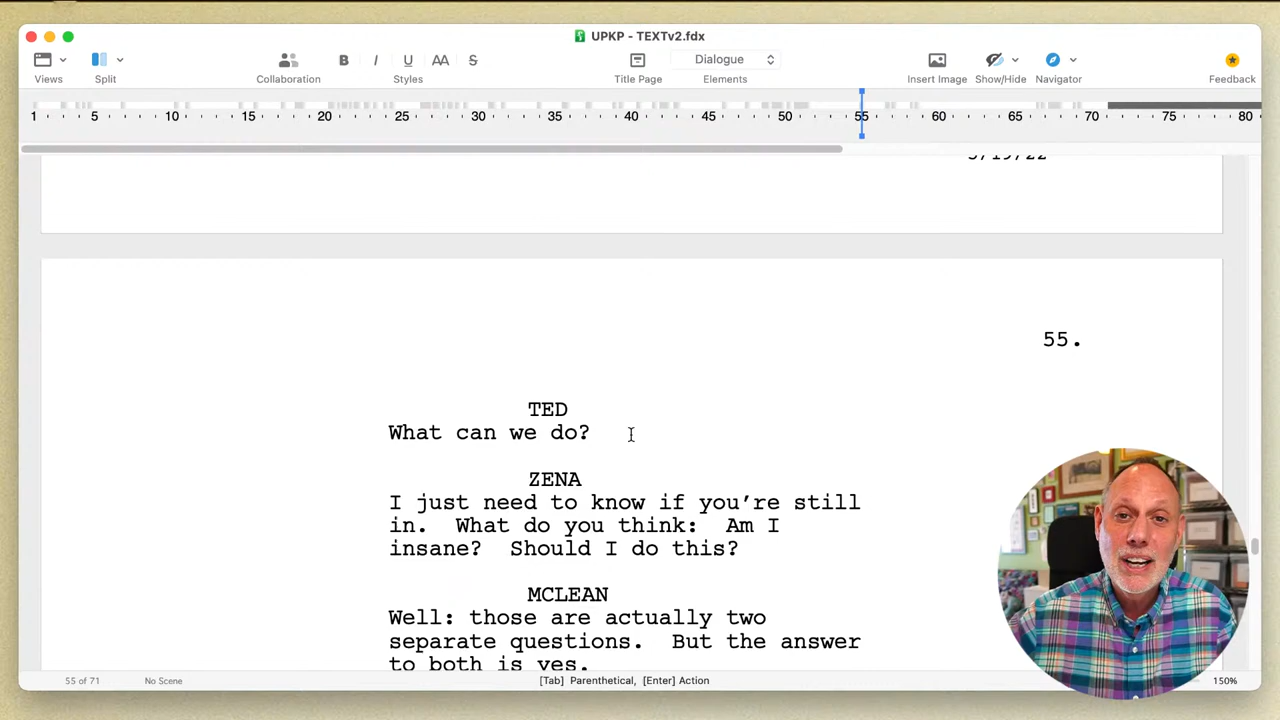 UPKP - TEXTv2.fdx
B I U AA S Dialogue
Views Split Collaboration Styles Title Page Elements Insert Image Show/Hide Navigator Feedback
1 5 10 15 20 25 30 35 40 45 50 55 60 65 70 75 80
5/19/22
55.
TED
What can we do?
ZENA
I just need to know if you’re still
in. What do you think: Am I
insane? Should I do this?
MCLEAN
Well: those are actually two
separate questions. But the answer
to both is yes.
55 of 71 No Scene [Tab] Parenthetical, [Enter] Action 150%